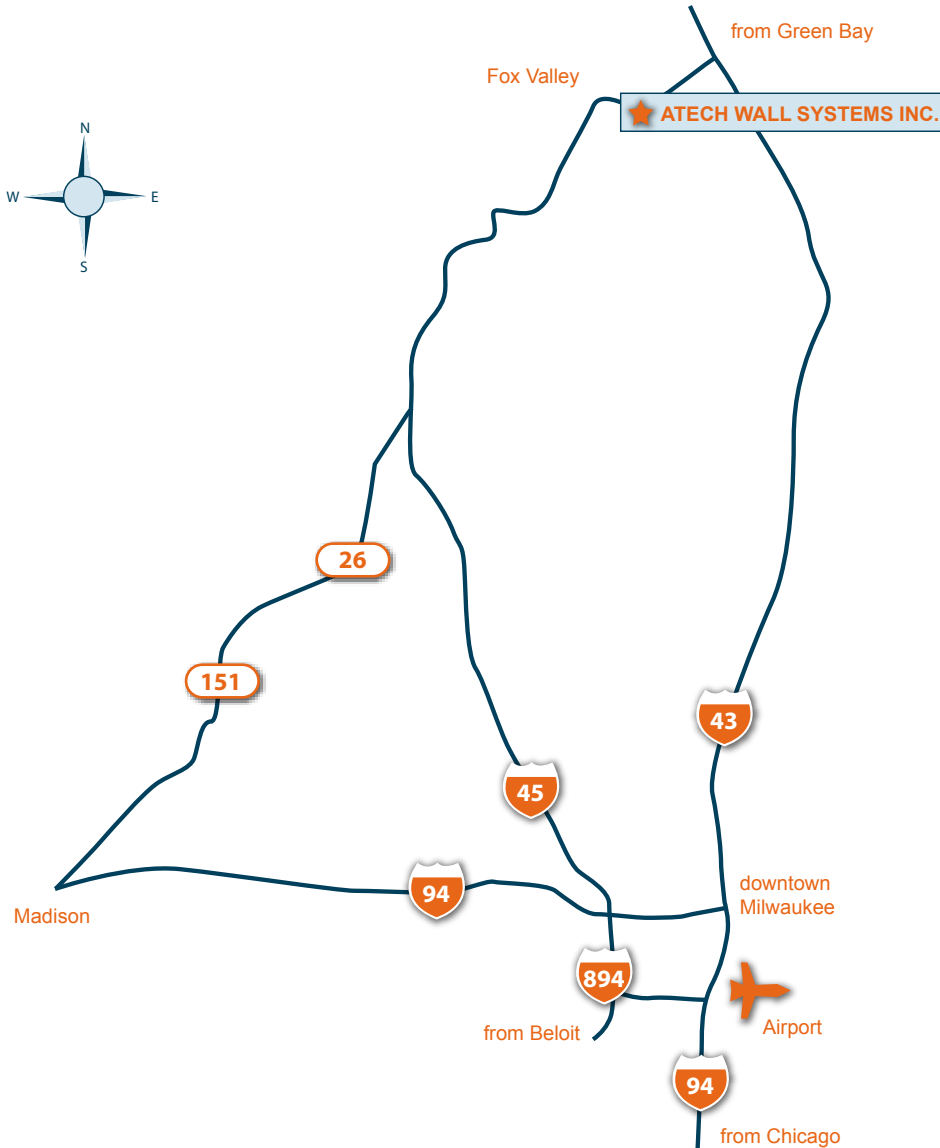 from Green Bay
Fox Valley
ATECH WALL SYSTEMS INC.
N
W
E
S
26
151
43
45
94
downtown
Milwaukee
Madison
894
Airport
from Beloit
94
from Chicago